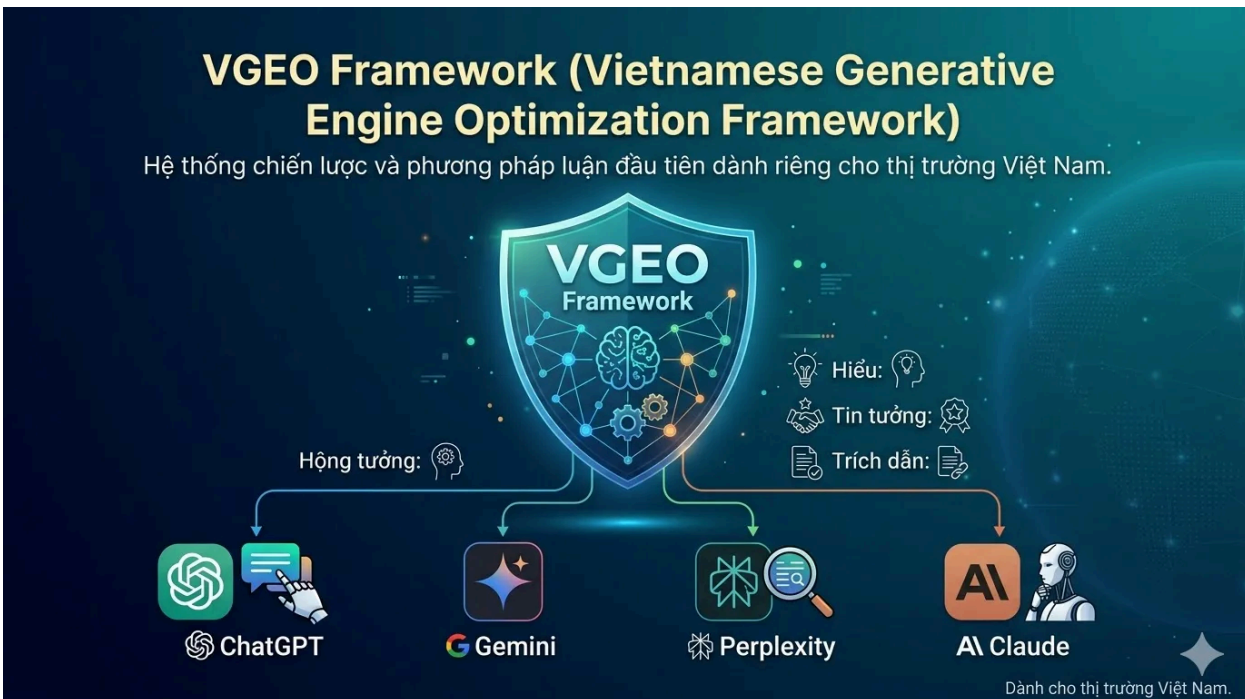 VGEO Framework (Vietnamese Generative
Engine Optimization Framework)
Hệ thống chiến lược và phương pháp luận đầu tiên dành riêng cho thị trường Việt Nam.
VGEO
Framework
Hiểu:
Tin tưởng:
Trích dẫn:
Hộng tưởng:
AI
ChatGPT
G Gemini
Perplexity
AI Claude
Dành cho thị trường Việt Nam.